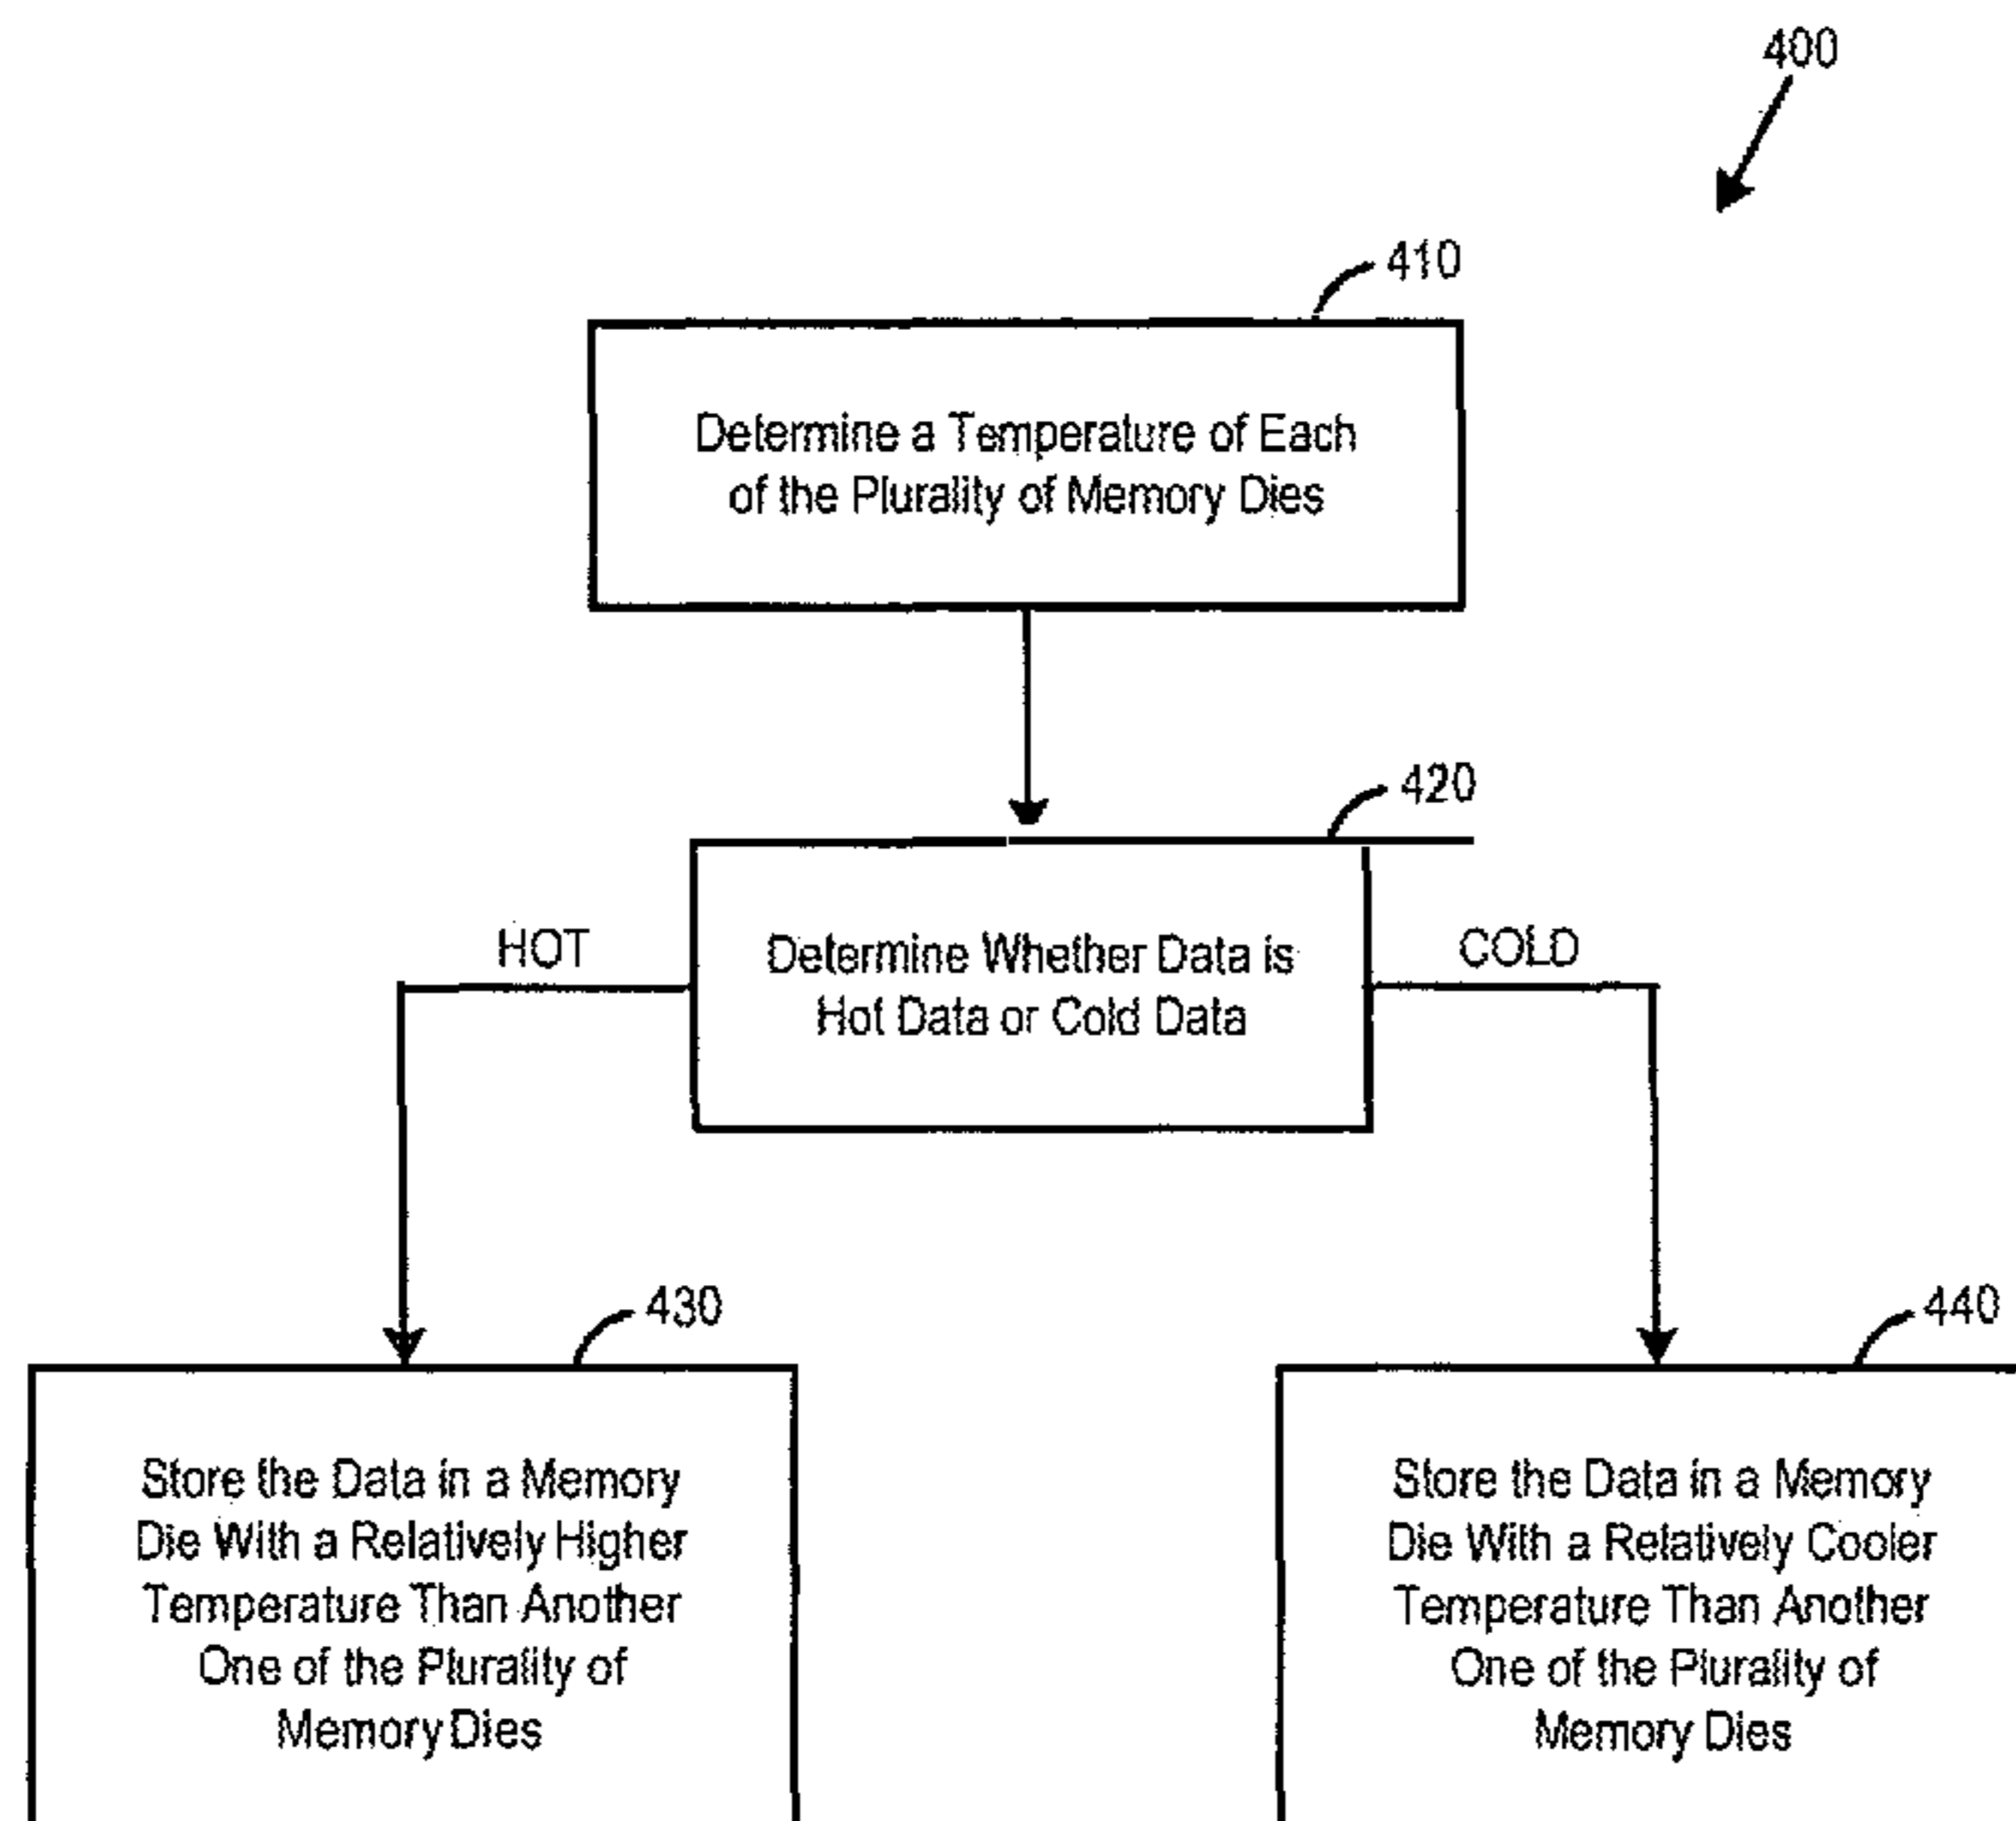 400
410
Determine a Temperature of Each
of the Plurality of Memory Dies
420
HOT
Determine Whether Data is
Hot Data or Cold Data
COLD
430
440
Store the Data in a Memory
Die With a Relatively Higher
Temperature Than Another
One of the Plurality of
Memory Dies
Store the Data in a Memory
Die With a Relatively Cooler
Temperature Than Another
One of the Plurality of
Memory Dies